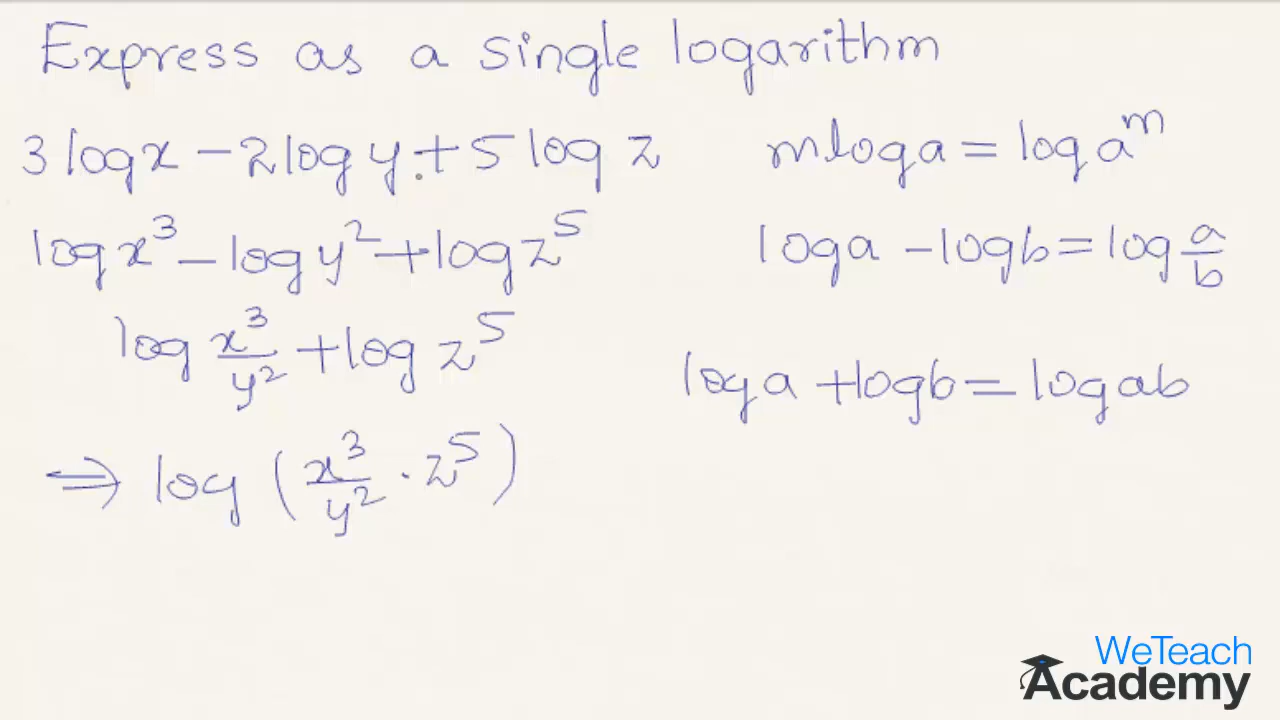 Express as a single logarithm
3 log x - 2 log y + 5 log z
m log a = log a^m
log x^3 - log y^2 + log z^5
log a - log b = log a/b
log x^3/y^2 + log z^5
log a + log b = log ab
⇒ log (x^3/y^2 · z^5)
WeTeach
Academy